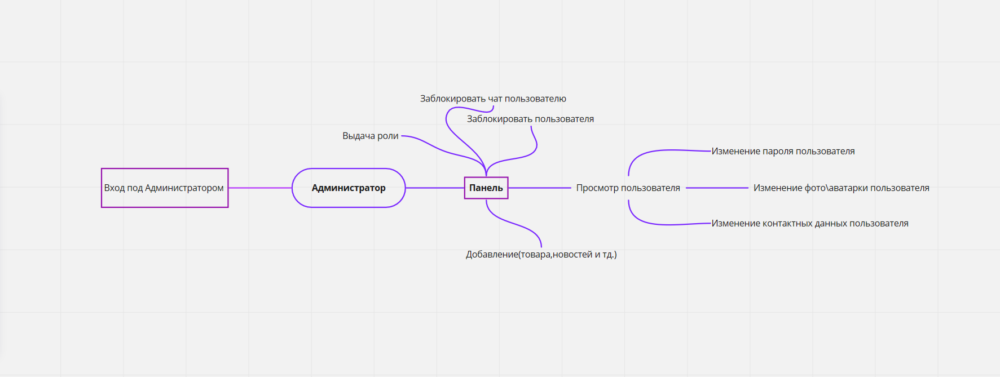 Заблокировать чат пользователю
Заблокировать пользователя
Выдача роли
Изменение пароля пользователя
Вход под Администратором
Администратор
Панель
Просмотр пользователя
Изменение фото\аватарки пользователя
Изменение контактных данных пользователя
Добавление(товара,новостей и тд.)